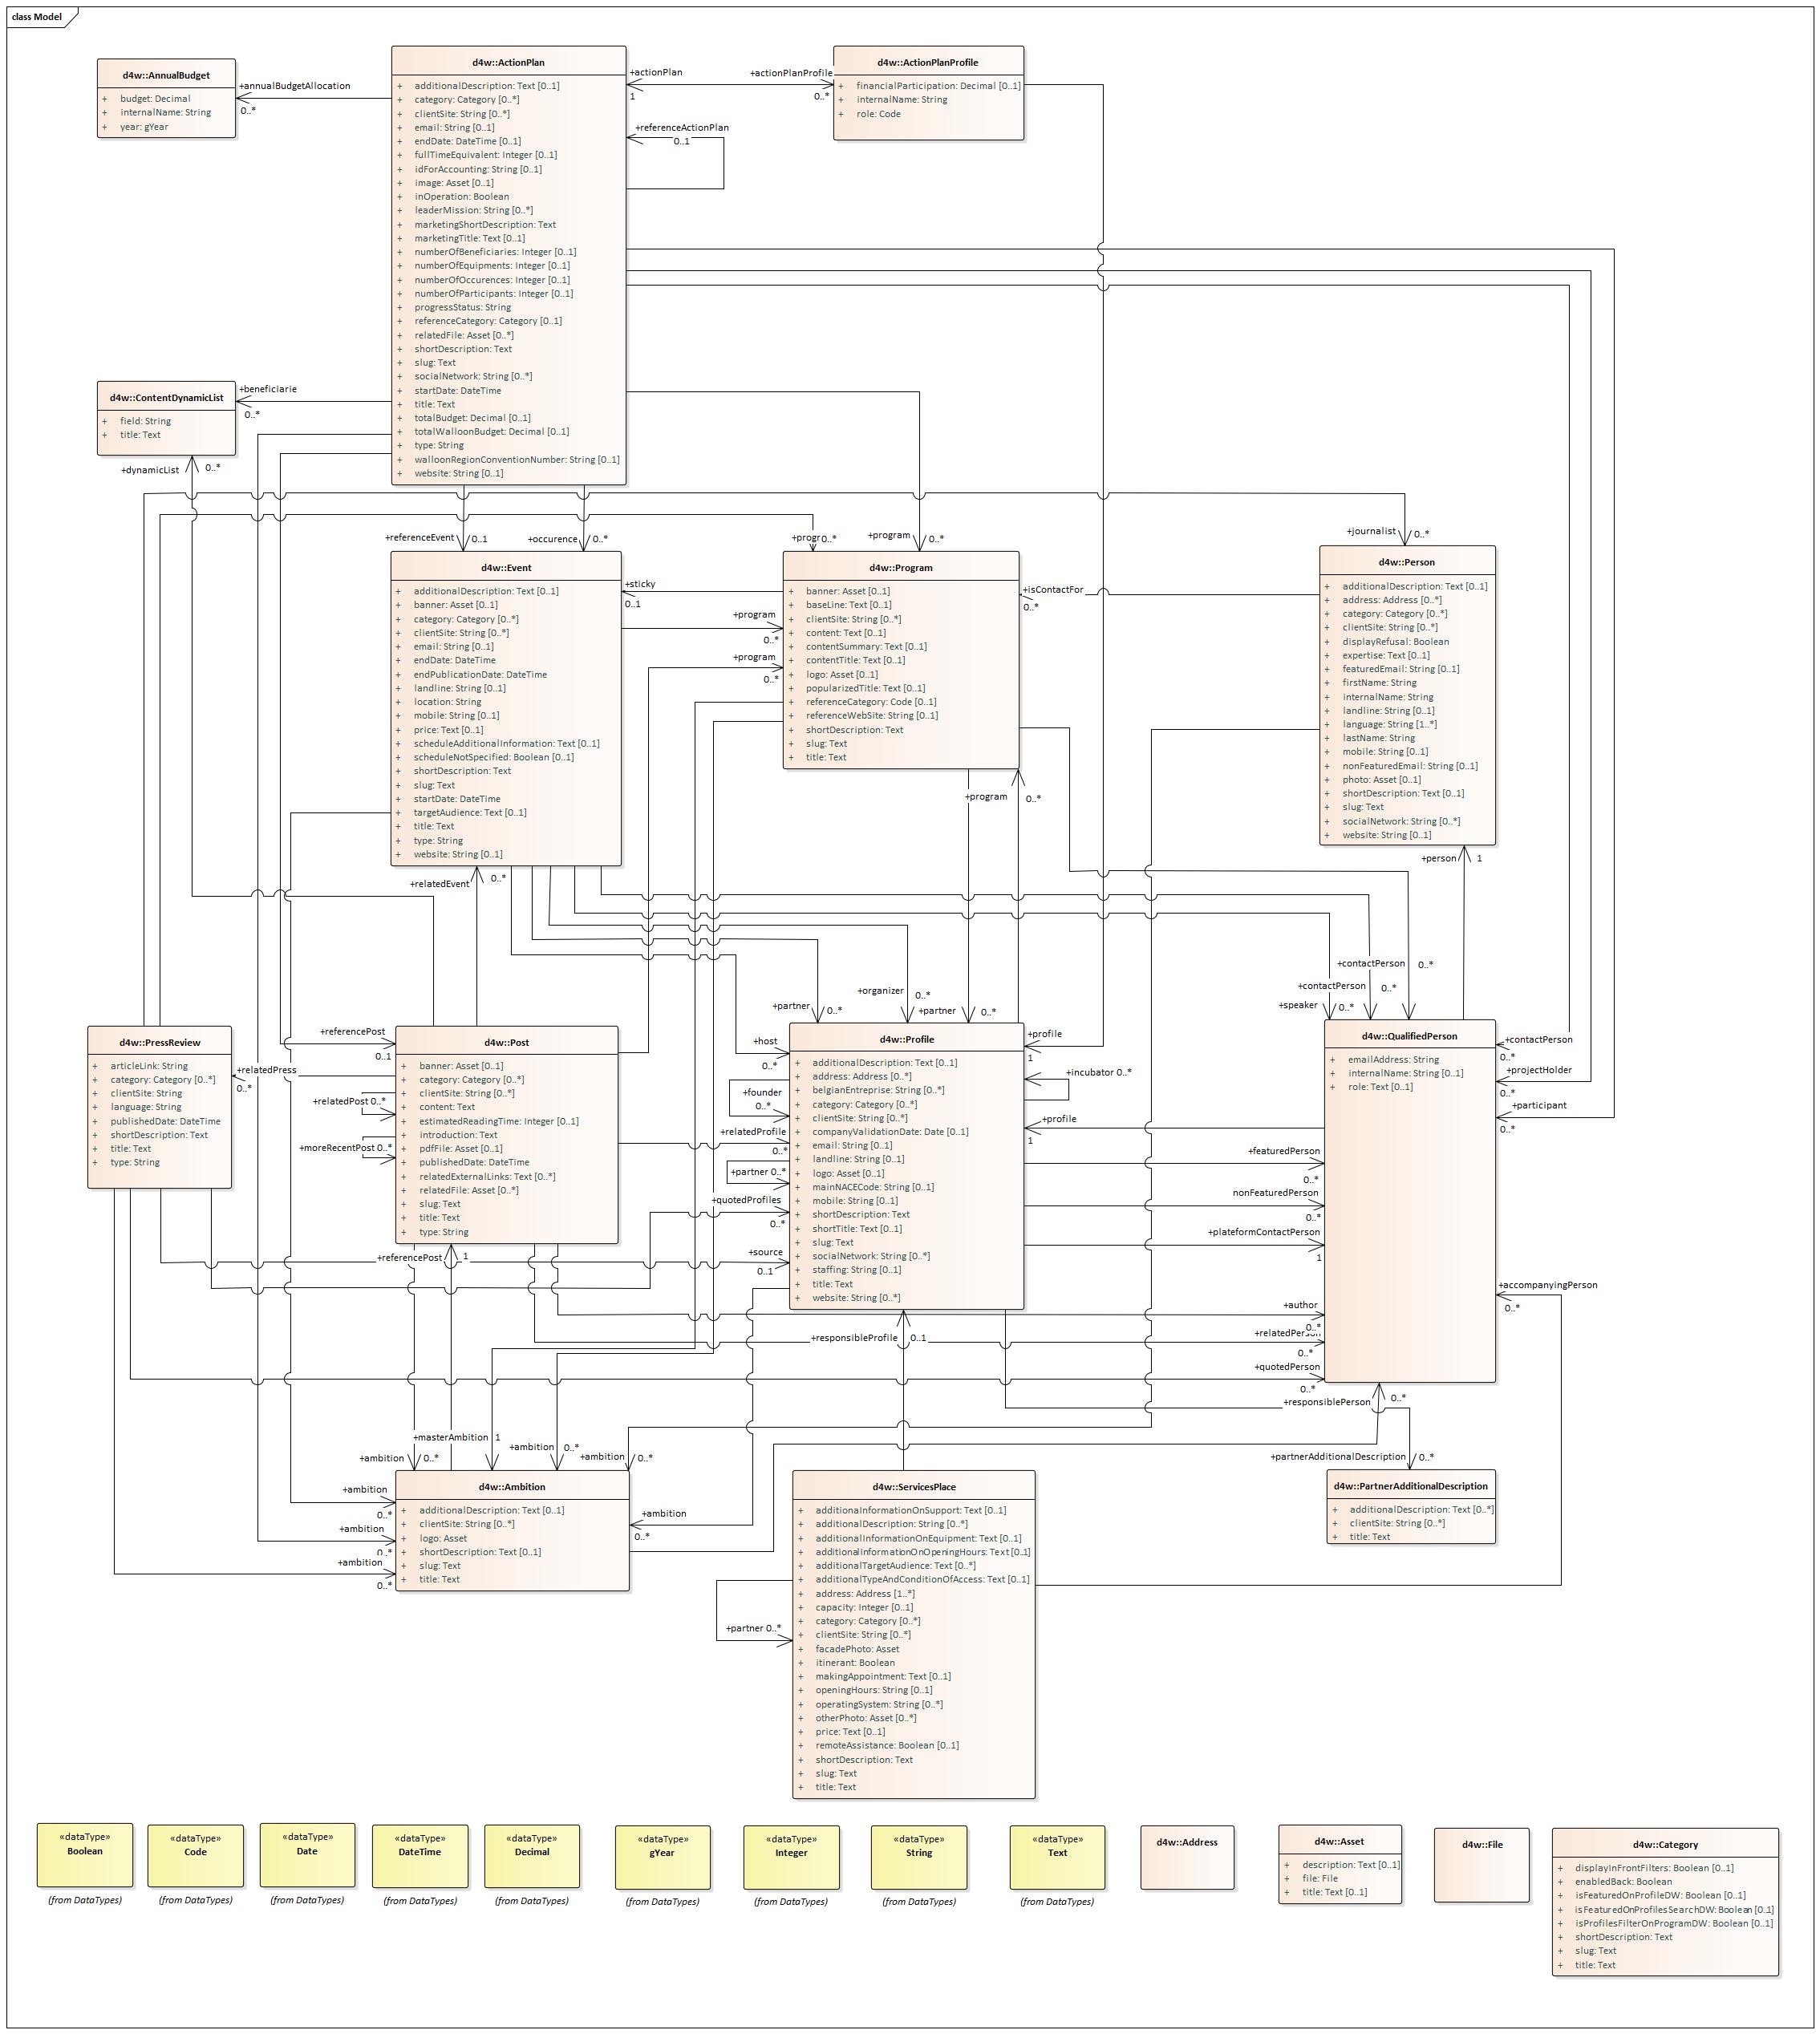 class Model
d4w::AnnualBudget
+ budget: Decimal
+ internalName: String
+ year: gYear
+annualBudgetAllocation
0..*
d4w::ActionPlan
+ additionalDescription: Text [0..1]
+ category: Category [0..*]
+ clientSite: String [0..*]
+ email: String [0..1]
+ endDate: DateTime [0..1]
+ fullTimeEquivalent: Integer [0..1]
+ idForAccounting: String [0..1]
+ image: Asset [0..1]
+ inOperation: Boolean
+ leaderMission: String [0..*]
+ marketingShortDescription: Text
+ marketingTitle: Text [0..1]
+ numberOfBeneficiaries: Integer [0..1]
+ numberOfEquipments: Integer [0..1]
+ numberOfOccurences: Integer [0..1]
+ numberOfParticipants: Integer [0..1]
+ progressStatus: String
+ referenceCategory: Category [0..1]
+ relatedFile: Asset [0..*]
+ shortDescription: Text
+ slug: Text
+ socialNetwork: String [0..*]
+ startDate: DateTime
+ title: Text
+ totalBudget: Decimal [0..1]
+ totalWalloonBudget: Decimal [0..1]
+ type: String
+ walloonRegionConventionNumber: String [0..1]
+ website: String [0..1]
+actionPlan
1
+actionPlanProfile
0..*
+referenceActionPlan
0..1
d4w::ActionPlanProfile
+ financialParticipation: Decimal [0..1]
+ internalName: String
+ role: Code
d4w::ContentDynamicList
+ field: String
+ title: Text
+beneficiarie
0..*
+dynamicList
0..*
+referenceEvent
0..1
+occurence
0..*
+progr
0..*
+program
0..*
+journalist
0..*
d4w::Event
+ additionalDescription: Text [0..1]
+ banner: Asset [0..1]
+ category: Category [0..*]
+ clientSite: String [0..*]
+ email: String [0..1]
+ endDate: DateTime
+ endPublicationDate: DateTime
+ landline: String [0..1]
+ location: String
+ mobile: String [0..1]
+ price: Text [0..1]
+ scheduleAdditionalInformation: Text [0..1]
+ scheduleNotSpecified: Boolean [0..1]
+ shortDescription: Text
+ slug: Text
+ startDate: DateTime
+ targetAudience: Text [0..1]
+ title: Text
+ type: String
+ website: String [0..1]
+sticky
0..1
+program
0..*
+program
0..*
d4w::Program
+ banner: Asset [0..1]
+ baseLine: Text [0..1]
+ clientSite: String [0..*]
+ content: Text [0..1]
+ contentSummary: Text [0..1]
+ contentTitle: Text [0..1]
+ logo: Asset [0..1]
+ popularizedTitle: Text [0..1]
+ referenceCategory: Code [0..1]
+ referenceWebSite: String [0..1]
+ shortDescription: Text
+ slug: Text
+ title: Text
+isContactFor
0..*
+program
0..*
d4w::Person
+ additionalDescription: Text [0..1]
+ address: Address [0..*]
+ category: Category [0..*]
+ clientSite: String [0..*]
+ displayRefusal: Boolean
+ expertise: Text [0..1]
+ featuredEmail: String [0..1]
+ firstName: String
+ internalName: String
+ landline: String [0..1]
+ language: String [1..*]
+ lastName: String
+ mobile: String [0..1]
+ nonFeaturedEmail: String [0..1]
+ photo: Asset [0..1]
+ shortDescription: Text [0..1]
+ slug: Text
+ socialNetwork: String [0..*]
+ website: String [0..1]
+person
1
+relatedEvent
0..*
+contactPerson
0..*
+contactPerson
0..*
+speaker
0..*
+partner
0..*
+organizer
0..*
+partner
0..*
d4w::PressReview
+ articleLink: String
+ category: Category [0..*]
+ clientSite: String
+ language: String
+ publishedDate: DateTime
+ shortDescription: Text
+ title: Text
+ type: String
+referencePost
0..1
+relatedPress
0..*
+relatedPost 0..*
+moreRecentPost 0..*
d4w::Post
+ banner: Asset [0..1]
+ category: Category [0..*]
+ clientSite: String [0..*]
+ content: Text
+ estimatedReadingTime: Integer [0..1]
+ introduction: Text
+ pdfFile: Asset [0..1]
+ publishedDate: DateTime
+ relatedExternalLinks: Text [0..*]
+ relatedFile: Asset [0..*]
+ slug: Text
+ title: Text
+ type: String
+host
0..*
+founder
0..*
+relatedProfile
0..*
+partner 0..*
+quotedProfiles
0..*
+source
0..1
d4w::Profile
+ additionalDescription: Text [0..1]
+ address: Address [0..*]
+ belgianEntreprise: String [0..*]
+ category: Category [0..*]
+ clientSite: String [0..*]
+ companyValidationDate: Date [0..1]
+ email: String [0..1]
+ landline: String [0..1]
+ logo: Asset [0..1]
+ mainNACECode: String [0..1]
+ mobile: String [0..1]
+ shortDescription: Text
+ shortTitle: Text [0..1]
+ slug: Text
+ socialNetwork: String [0..*]
+ staffing: String [0..1]
+ title: Text
+ website: String [0..*]
+profile
1
+incubator 0..*
+profile
1
+featuredPerson
0..*
nonFeaturedPerson
0..*
+plateformContactPerson
1
+author
0..*
0..*
+quotedPerson
0..*
d4w::QualifiedPerson
+ emailAddress: String
+ internalName: String [0..1]
+ role: Text [0..1]
+contactPerson
0..*
+projectHolder
0..*
+participant
0..*
+accompanyingPerson
0..*
+referencePost
1
+responsibleProfile
0..1
+responsiblePerson
0..*
+partnerAdditionalDescription
0..*
d4w::PartnerAdditionalDescription
+ additionalDescription: Text [0..*]
+ clientSite: String [0..*]
+ title: Text
+ambition
0..*
+masterAmbition
1
+ambition
0..*
+ambition
0..*
+ambition
0..*
+ambition
0..*
+ambition
0..*
+ambition
0..*
d4w::Ambition
+ additionalDescription: Text [0..1]
+ clientSite: String [0..*]
+ logo: Asset
+ shortDescription: Text [0..1]
+ slug: Text
+ title: Text
d4w::ServicesPlace
+ additionaInformationOnSupport: Text [0..1]
+ additionalDescription: String [0..*]
+ additionalInformationOnEquipment: Text [0..1]
+ additionalInformationOnOpeningHours: Text [0..1]
+ additionalTargetAudience: Text [0..*]
+ additionalTypeAndConditionOfAccess: Text [0..1]
+ address: Address [1..*]
+ capacity: Integer [0..1]
+ category: Category [0..*]
+ clientSite: String [0..*]
+ facadePhoto: Asset
+ itinerant: Boolean
+ makingAppointment: Text [0..1]
+ openingHours: String [0..1]
+ operatingSystem: String [0..*]
+ otherPhoto: Asset [0..*]
+ price: Text [0..1]
+ remoteAssistance: Boolean [0..1]
+ shortDescription: Text
+ slug: Text
+ title: Text
+partner 0..*
«dataType»
Boolean
(from DataTypes)
«dataType»
Code
(from DataTypes)
«dataType»
Date
(from DataTypes)
«dataType»
DateTime
(from DataTypes)
«dataType»
Decimal
(from DataTypes)
«dataType»
gYear
(from DataTypes)
«dataType»
Integer
(from DataTypes)
«dataType»
String
(from DataTypes)
«dataType»
Text
(from DataTypes)
d4w::Address
d4w::Asset
+ description: Text [0..1]
+ file: File
+ title: Text [0..1]
d4w::File
d4w::Category
+ displayInFrontFilters: Boolean [0..1]
+ enabledBack: Boolean
+ isFeaturedOnProfileDW: Boolean [0..1]
+ isFeaturedOnProfilesSearchDW: Boolean [0..1]
+ isProfilesFilterOnProgramDW: Boolean [0..1]
+ shortDescription: Text
+ slug: Text
+ title: Text